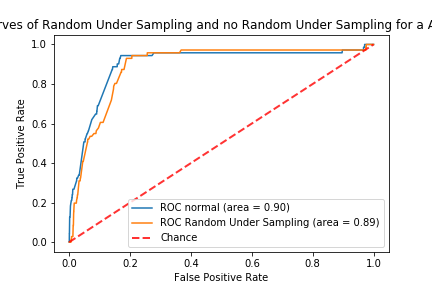 rves of Random Under Sampling and no Random Under Sampling for a A
1.0
0.8
0.6
0.4
0.2
0.0
True Positive Rate
ROC normal (area = 0.90)
ROC Random Under Sampling (area = 0.89)
Chance
0.0 0.2 0.4 0.6 0.8 1.0
False Positive Rate